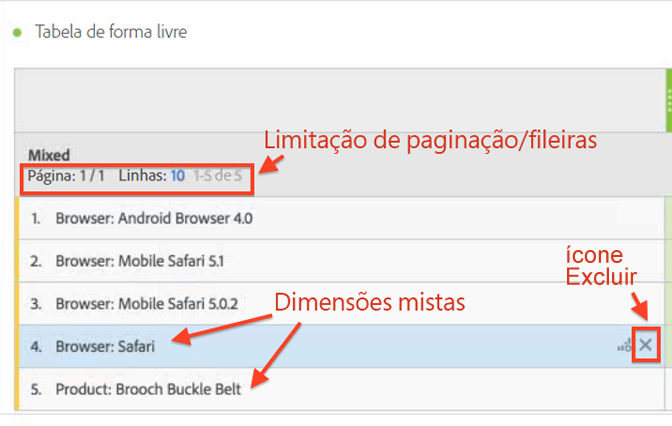 Tabela de forma livre
Limitação de paginação/fileiras
Mixed
Página: 1 / 1 Linhas: 10 1-5 de 5
1. Browser: Android Browser 4.0
2. Browser: Mobile Safari 5.1
ícone
Excluir
3. Browser: Mobile Safari 5.0.2
Dimensões mistas
4. Browser: Safari
5. Product: Brooch Buckle Belt